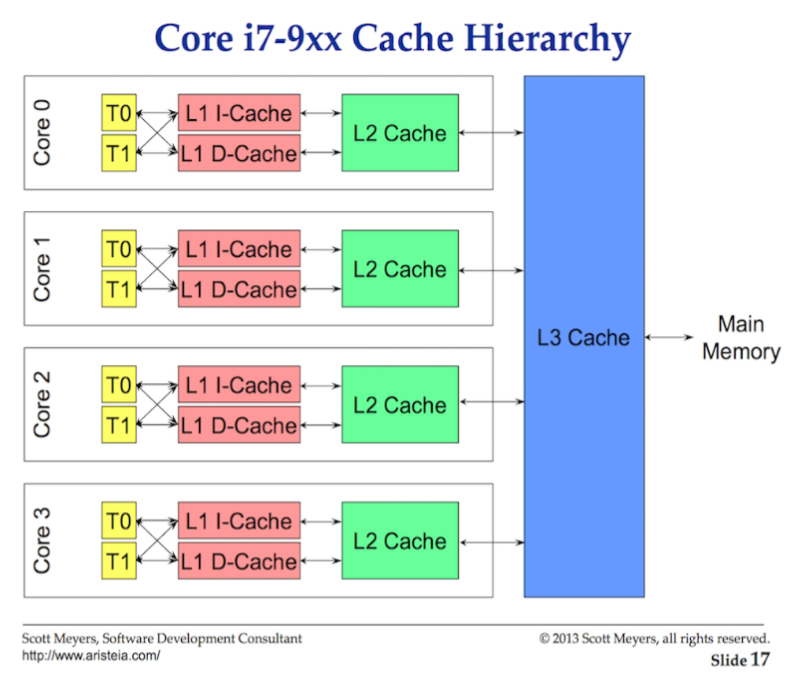 Core i7-9xx Cache Hierarchy
Core 0
T0
T1
L1 I-Cache
L1 D-Cache
L2 Cache
Core 1
T0
T1
L1 I-Cache
L1 D-Cache
L2 Cache
Core 2
T0
T1
L1 I-Cache
L1 D-Cache
L2 Cache
Core 3
T0
T1
L1 I-Cache
L1 D-Cache
L2 Cache
L3 Cache
Main
Memory
Scott Meyers, Software Development Consultant
http://www.aristeia.com/
© 2013 Scott Meyers, all rights reserved.
Slide 17